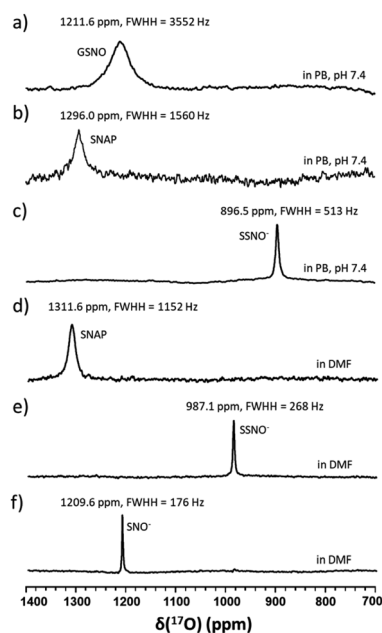 a)
1211.6 ppm, FWHH = 3552 Hz
GSNO
in PB, pH 7.4
b)
1296.0 ppm, FWHH = 1560 Hz
SNAP
in PB, pH 7.4
c)
896.5 ppm, FWHH = 513 Hz
SSNO⁻
in PB, pH 7.4
d)
1311.6 ppm, FWHH = 1152 Hz
SNAP
in DMF
e)
987.1 ppm, FWHH = 268 Hz
SSNO⁻
in DMF
f)
1209.6 ppm, FWHH = 176 Hz
SNO⁻
in DMF
1400 1300 1200 1100 1000 900 800 700
δ(¹⁷O) (ppm)